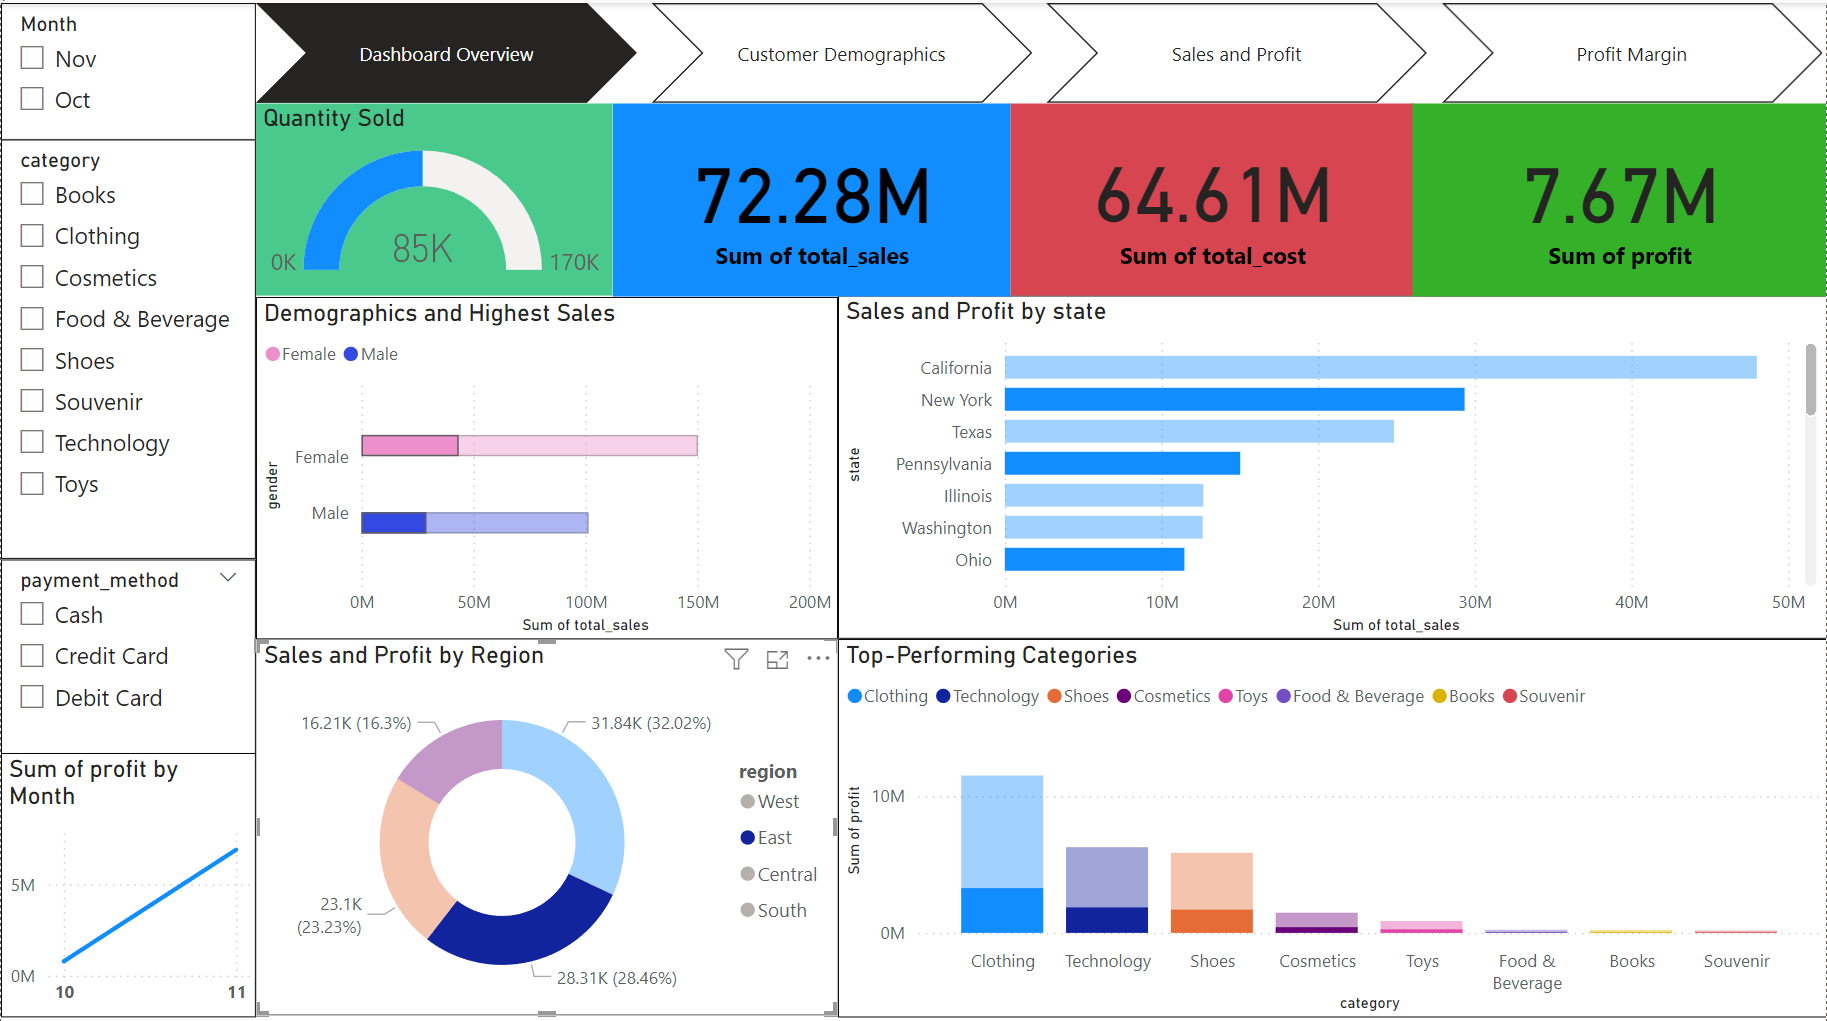 Month
Nov
Oct
category
Books
Clothing
Cosmetics
Food & Beverage
Shoes
Souvenir
Technology
Toys
payment_method
Cash
Credit Card
Debit Card
Sum of profit by
Month
5M
0M
10 11
Dashboard Overview
Customer Demographics
Sales and Profit
Profit Margin
Quantity Sold
85K
0K
170K
72.28M
Sum of total_sales
64.61M
Sum of total_cost
7.67M
Sum of profit
Demographics and Highest Sales
Female Male
gender
Female
Male
0M 50M 100M 150M 200M
Sum of total_sales
Sales and Profit by state
state
California
New York
Texas
Pennsylvania
Illinois
Washington
Ohio
0M 10M 20M 30M 40M 50M
Sum of total_sales
Sales and Profit by Region
16.21K (16.3%)
31.84K (32.02%)
23.1K
(23.23%)
28.31K (28.46%)
region
West
East
Central
South
Top-Performing Categories
Clothing Technology Shoes Cosmetics Toys Food & Beverage Books Souvenir
Sum of profit
10M
0M
Clothing Technology Shoes Cosmetics Toys Food & Books Souvenir
Beverage
category